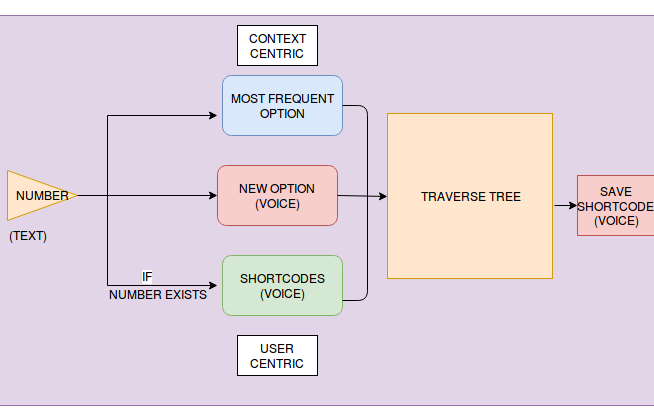 CONTEXT
CENTRIC
MOST FREQUENT
OPTION
NUMBER
(TEXT)
NEW OPTION
(VOICE)
TRAVERSE TREE
SAVE
SHORTCODE
(VOICE)
IF
NUMBER EXISTS
SHORTCODES
(VOICE)
USER
CENTRIC